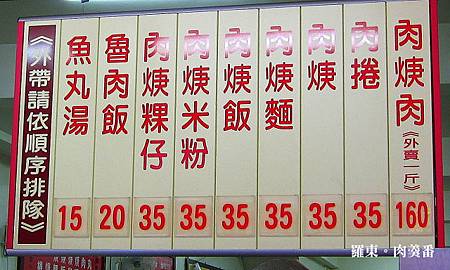 肉焿肉《外賣一斤》 160
肉捲 35
肉焿 35
肉焿麵 35
肉焿飯 35
肉焿米粉 35
肉焿粿仔 35
魯肉飯 20
魚丸湯 15
《外帶請依順序排隊》
羅東。肉羹番